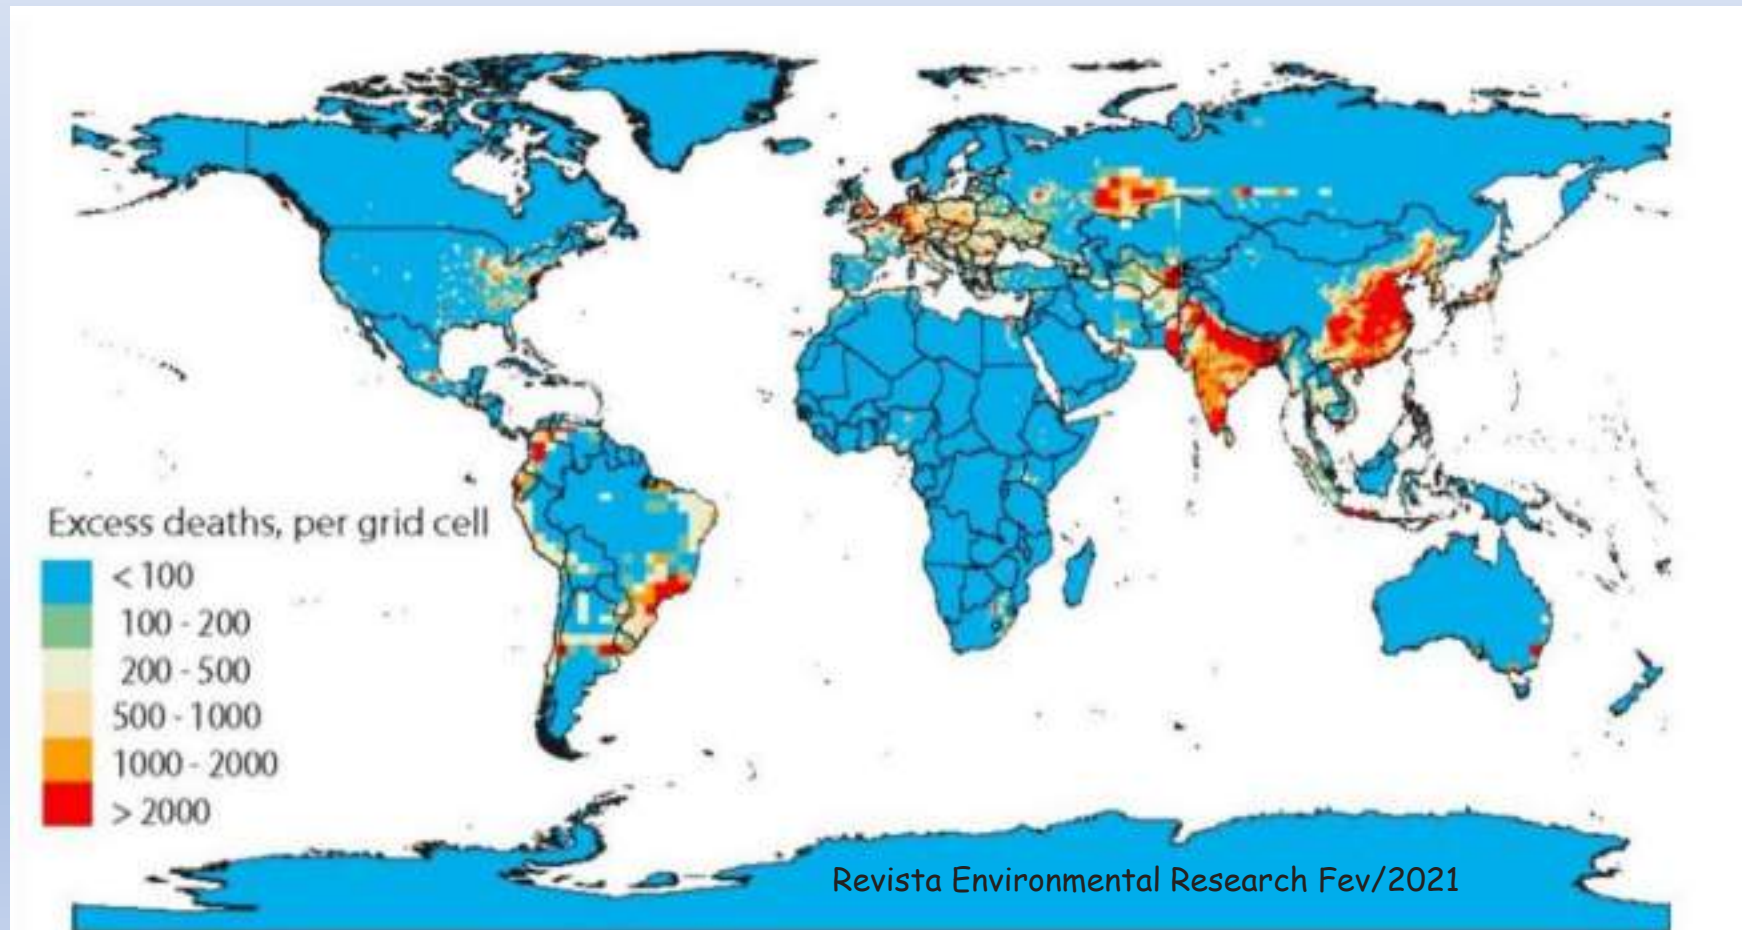 Excess deaths, per grid cell
< 100
100 - 200
200 - 500
500 - 1000
1000 - 2000
> 2000
Revista Environmental Research Fev/2021